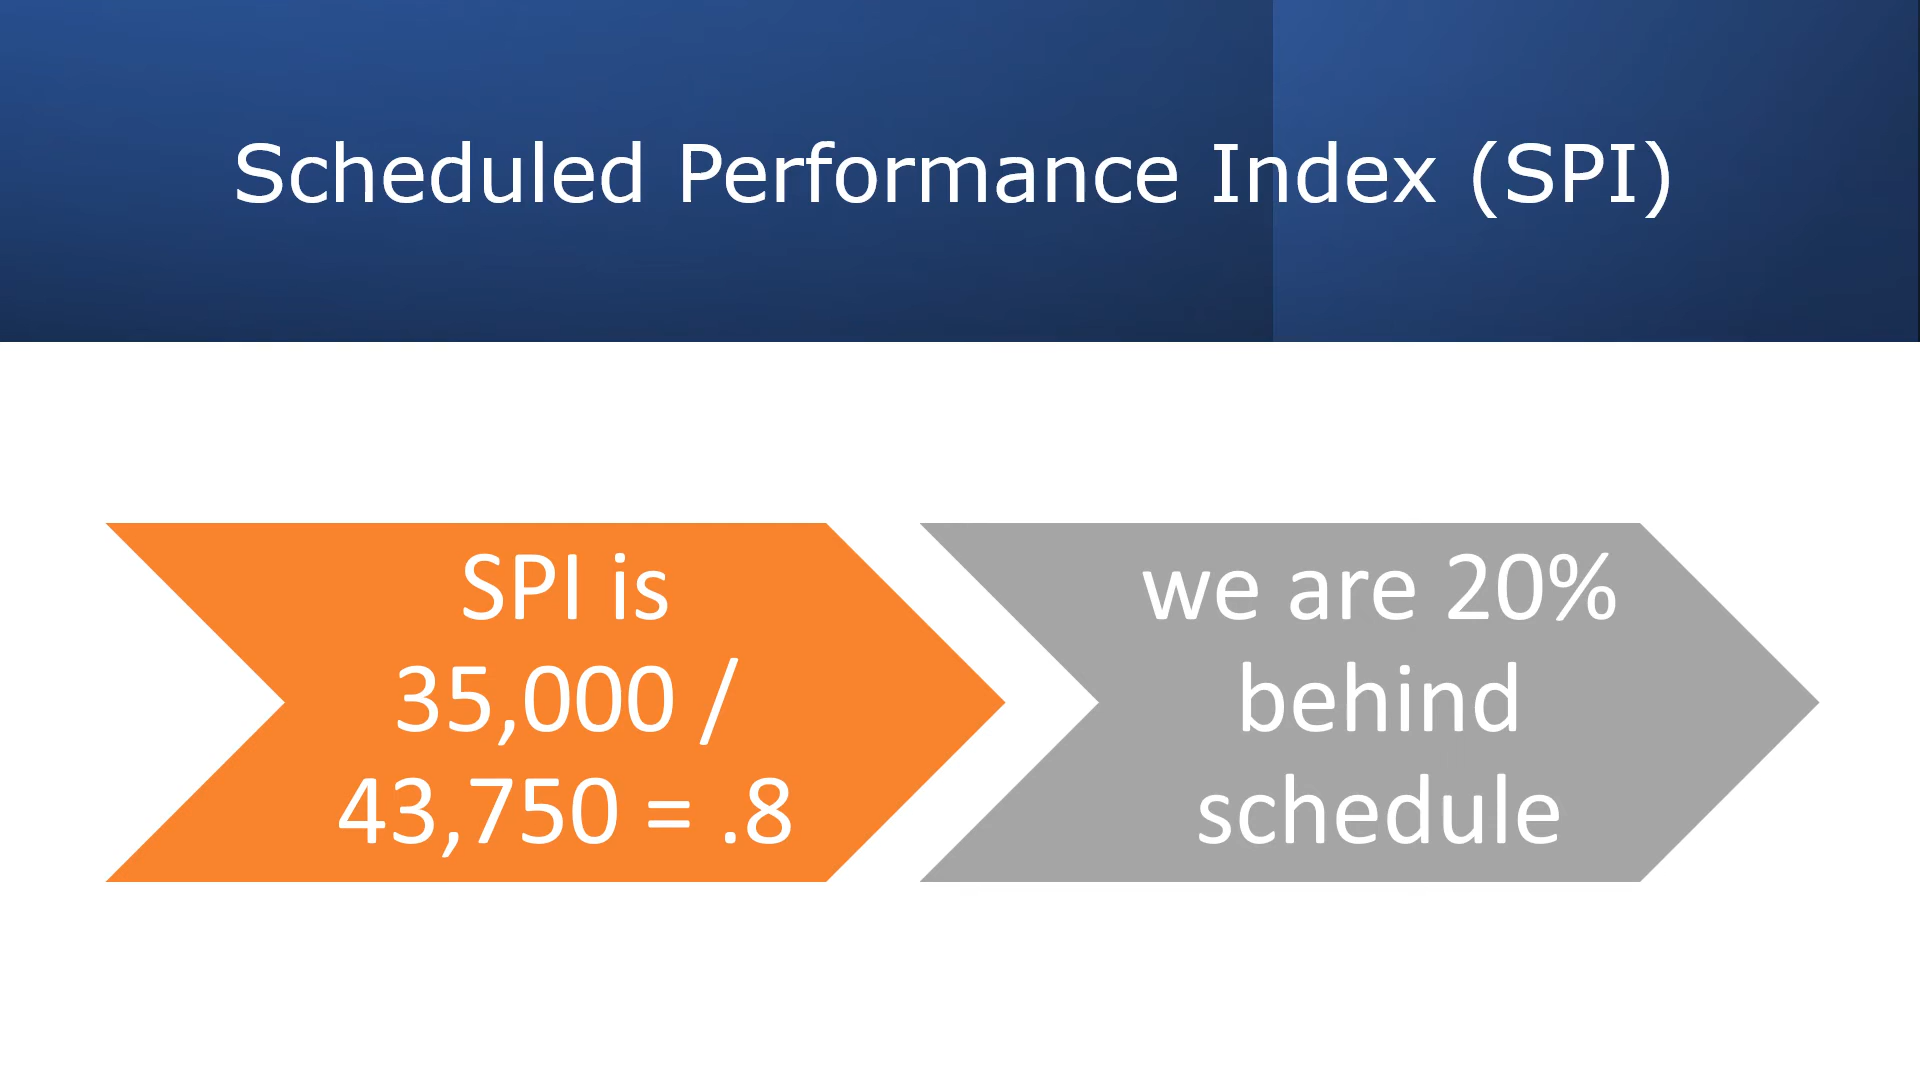 Scheduled Performance Index (SPI)
SPI is
35,000 /
43,750 = .8
we are 20%
behind
schedule